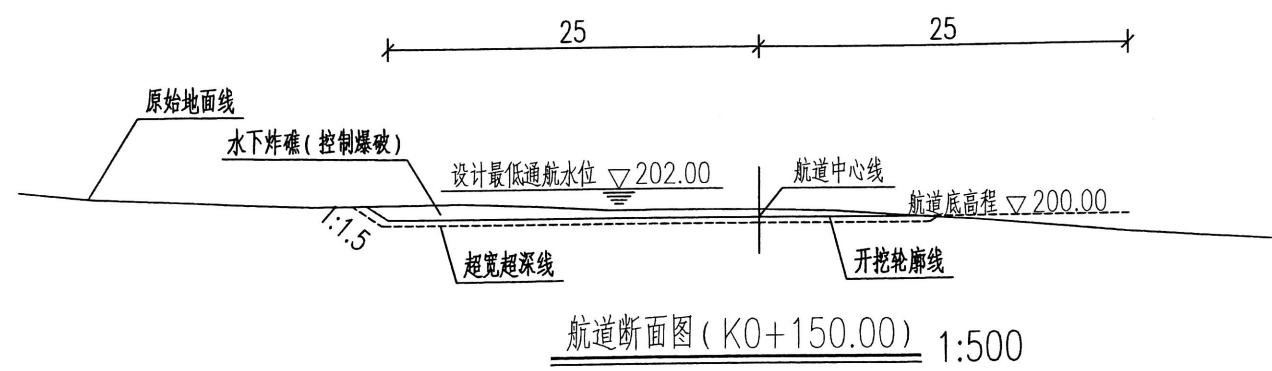 25
25
原始地面线
水下炸礁(控制爆破)
设计最低通航水位 ▽202.00
航道中心线
航道底高程 ▽200.00
1:1.5
超宽超深线
开挖轮廓线
航道断面图(K0+150.00) 1:500